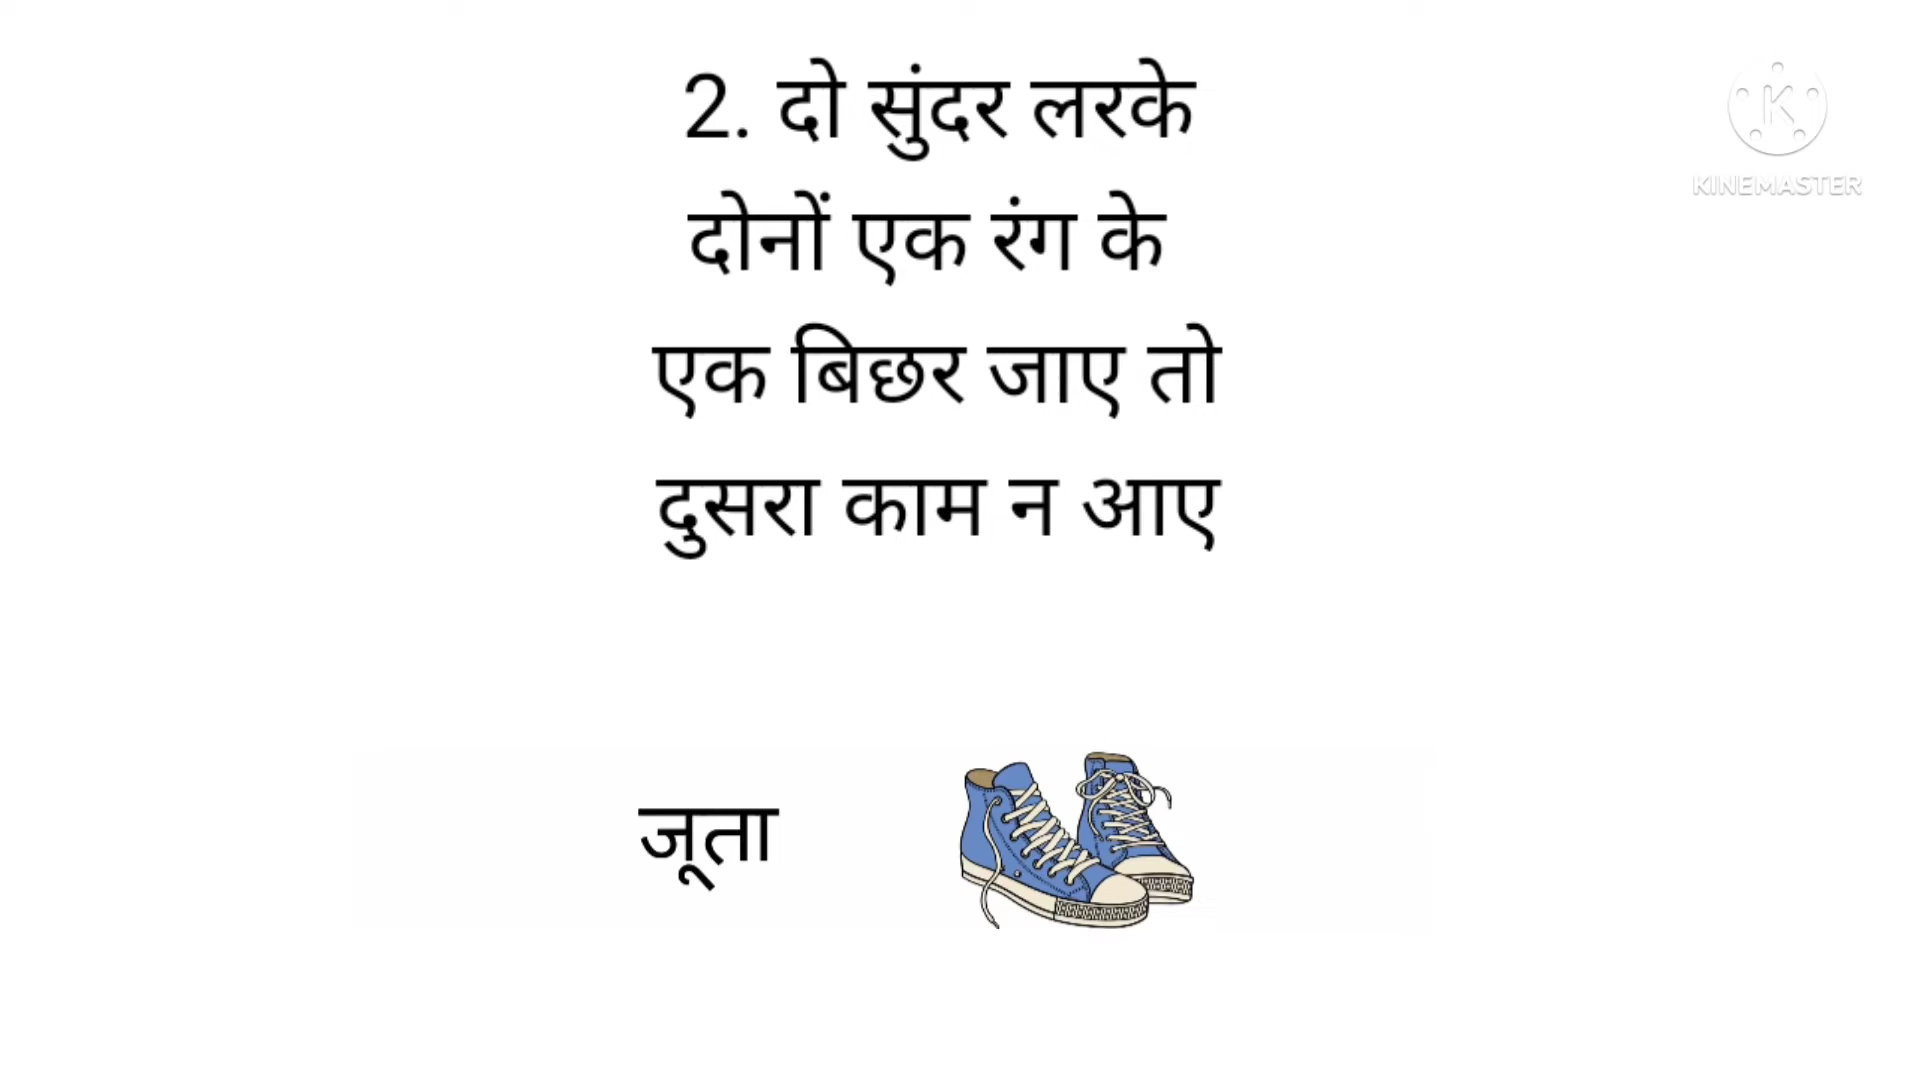 2. दो सुंदर लरके
दोनों एक रंग के
एक बिछर जाए तो
दुसरा काम न आए
जूता
K
KINEMASTER